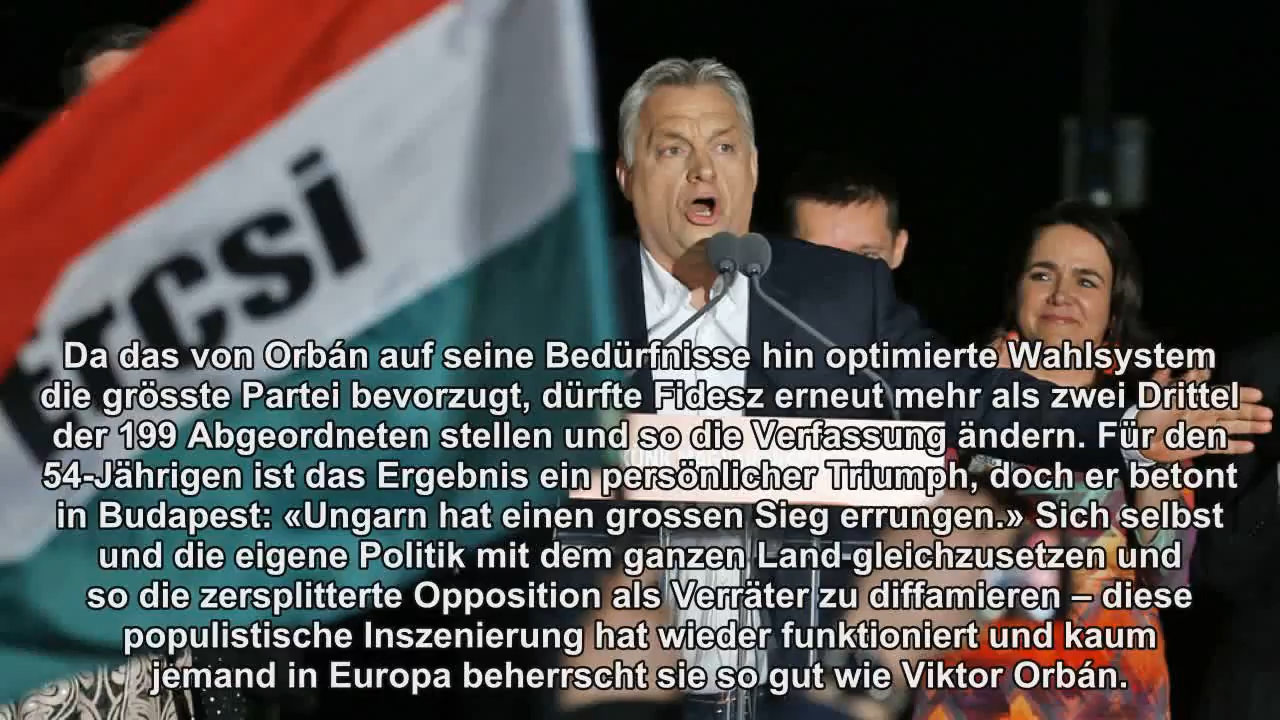 ercsi
Da das von Orbán auf seine Bedürfnisse hin optimierte Wahlsystem
die grösste Partei bevorzugt, dürfte Fidesz erneut mehr als zwei Drittel
der 199 Abgeordneten stellen und so die Verfassung ändern. Für den
54-Jährigen ist das Ergebnis ein persönlicher Triumph, doch er betont
in Budapest: «Ungarn hat einen grossen Sieg errungen.» Sich selbst
und die eigene Politik mit dem ganzen Land gleichzusetzen und
so die zersplitterte Opposition als Verräter zu diffamieren – diese
populistische Inszenierung hat wieder funktioniert und kaum
jemand in Europa beherrscht sie so gut wie Viktor Orbán.